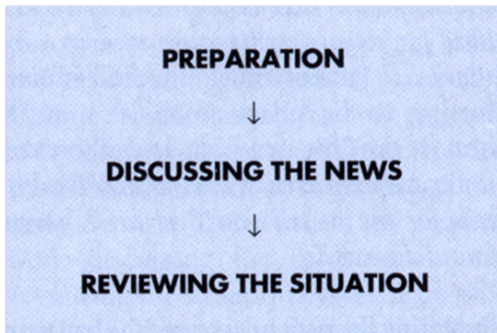 PREPARATION
↓
DISCUSSING THE NEWS
↓
REVIEWING THE SITUATION